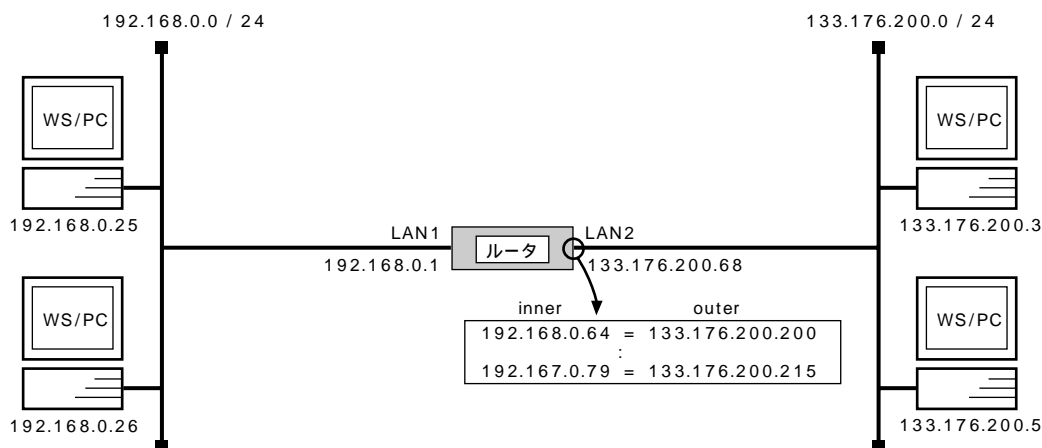 192.168.0.0 / 24
133.176.200.0 / 24
WS/PC
WS/PC
192.168.0.25
133.176.200.3
LAN1
ルータ
LAN2
192.168.0.1
133.176.200.68
inner
outer
192.168.0.64 = 133.176.200.200
:
192.167.0.79 = 133.176.200.215
WS/PC
WS/PC
192.168.0.26
133.176.200.5